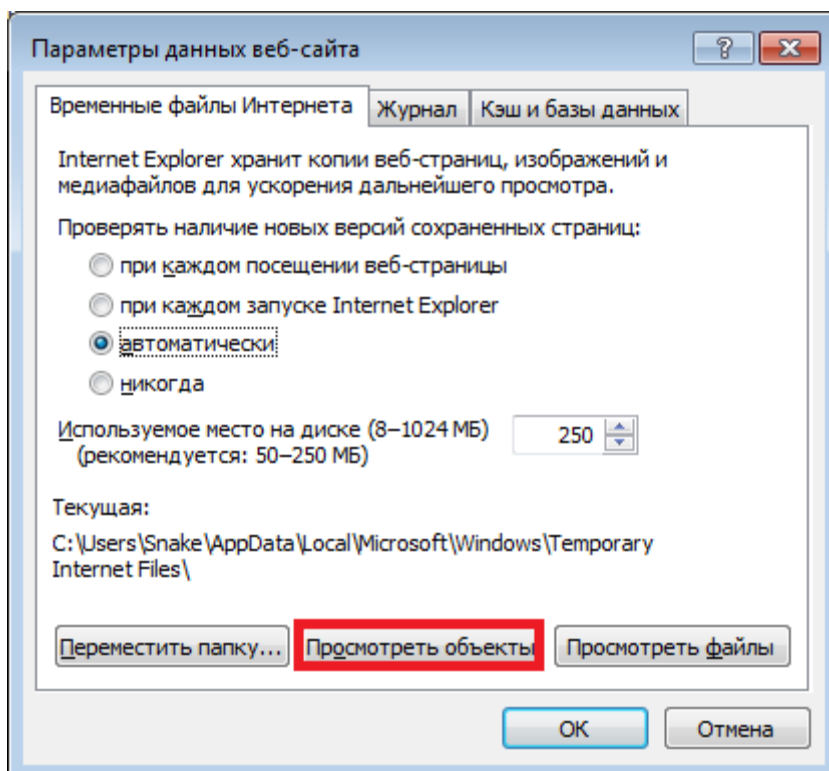 Параметры данных веб-сайта
Временные файлы Интернета Журнал Кэш и базы данных
Internet Explorer хранит копии веб-страниц, изображений и
медиафайлов для ускорения дальнейшего просмотра.
Проверять наличие новых версий сохраненных страниц:
при каждом посещении веб-страницы
при каждом запуске Internet Explorer
автоматически
никогда
Используемое место на диске (8–1024 МБ) 250
(рекомендуется: 50–250 МБ)
Текущая:
C:\Users\Snake\AppData\Local\Microsoft\Windows\Temporary
Internet Files\
Переместить папку... Просмотреть объекты Просмотреть файлы
ОК Отмена